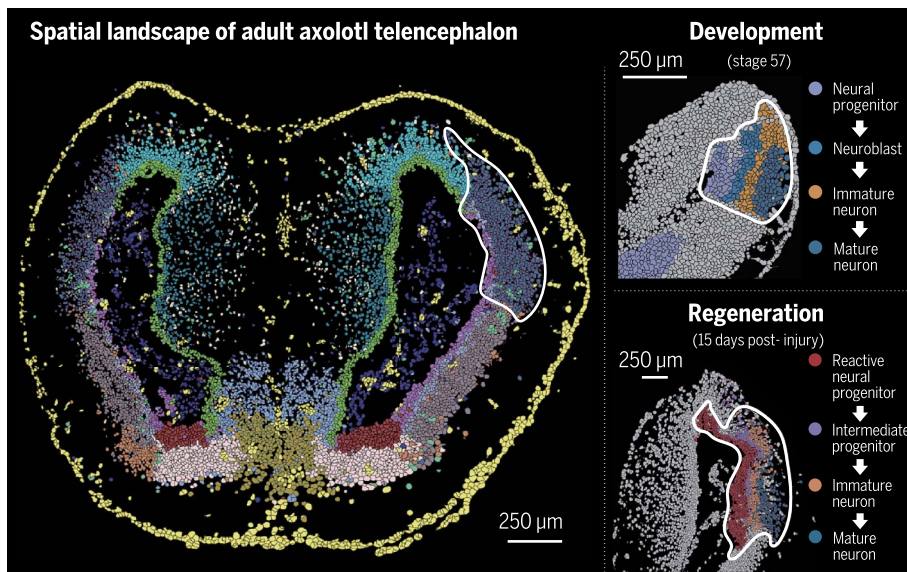 Spatial landscape of adult axolotl telencephalon
250 µm
Development
(stage 57)
250 µm
Neural
progenitor
Neuroblast
Immature
neuron
Mature
neuron
Regeneration
(15 days post- injury)
250 µm
Reactive
neural
progenitor
Intermediate
progenitor
Immature
neuron
Mature
neuron